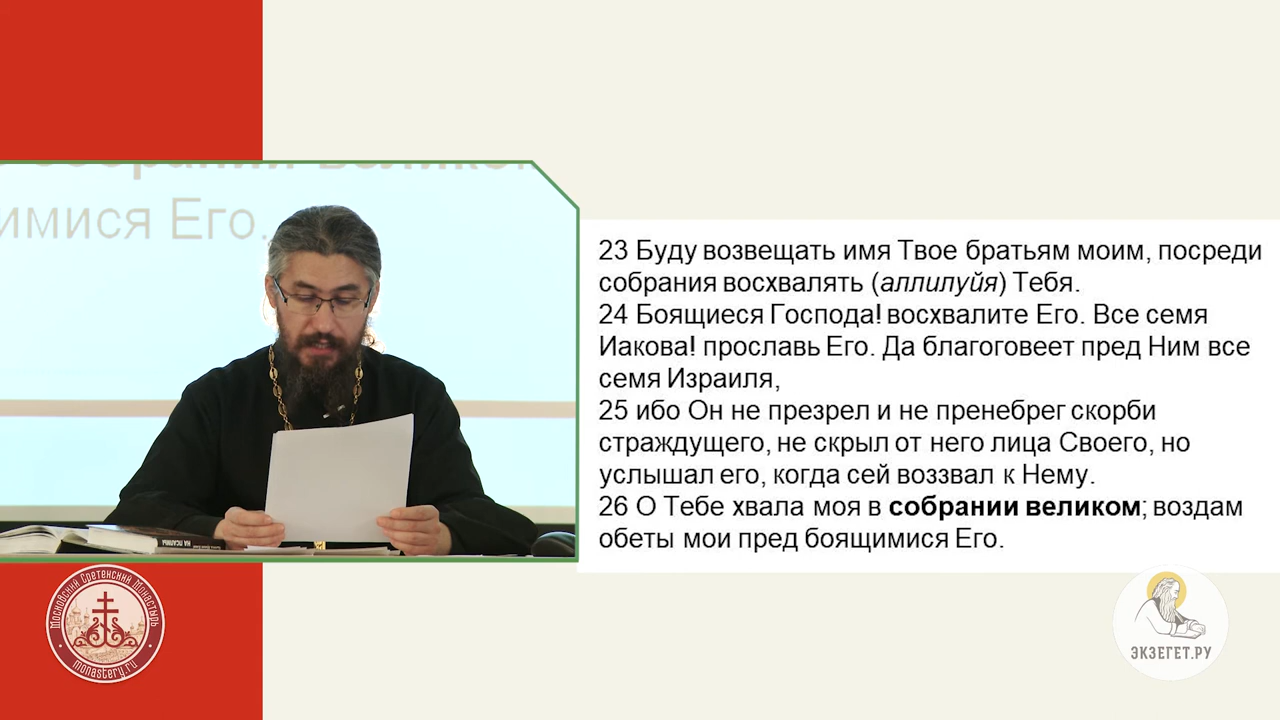 имися Его.
23 Буду возвещать имя Твое братьям моим, посреди
собрания восхвалять (аллилуйя) Тебя.
24 Боящиеся Господа! восхвалите Его. Все семя
Иакова! прославь Его. Да благоговеет пред Ним все
семя Израиля,
25 ибо Он не презрел и не пренебрег скорби
страждущего, не скрыл от него лица Своего, но
услышал его, когда сей воззвал к Нему.
26 О Тебе хвала моя в собрании великом; воздам
обеты мои пред боящимися Его.
НА ПСАЛМЫ
Московский Сретенский Монастырь
monastery.ru
ЭКЗЕГЕТ.РУ